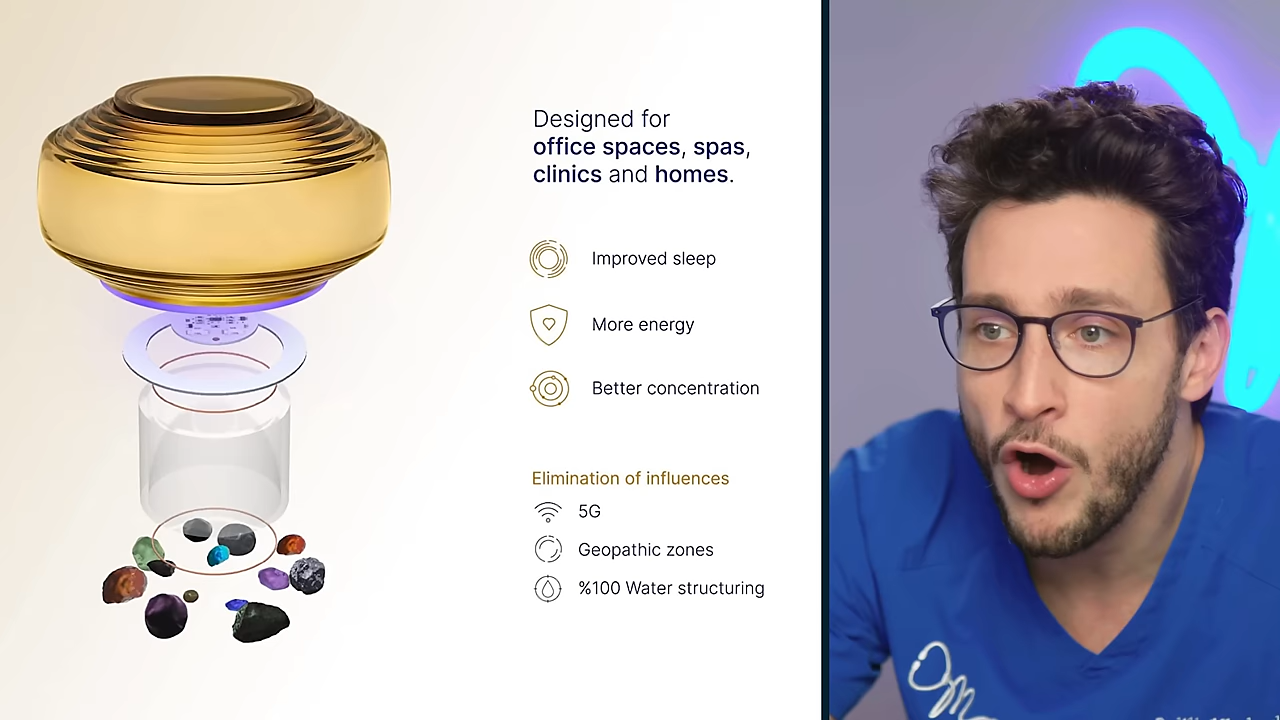 Designed for
office spaces, spas,
clinics and homes.
Improved sleep
More energy
Better concentration
Elimination of influences
5G
Geopathic zones
%100 Water structuring